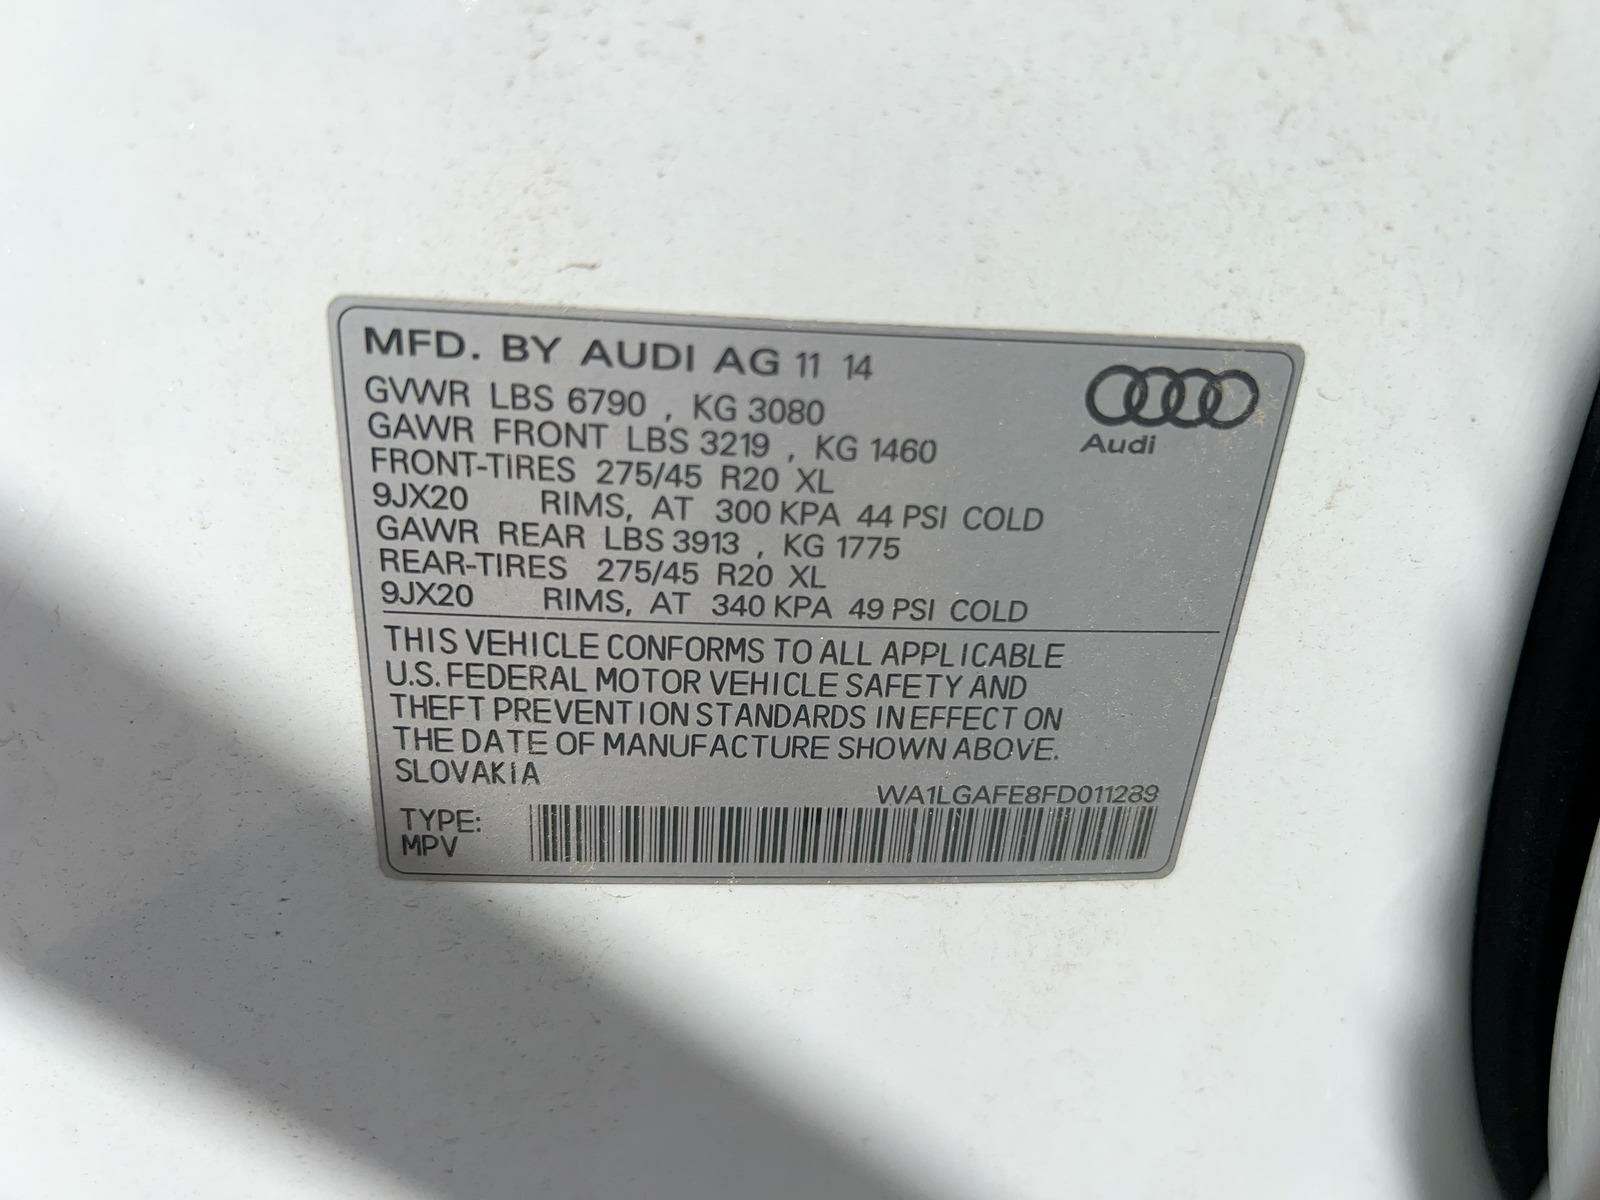 MFD. BY AUDI AG 11 14
GVWR LBS 6790 , KG 3080
GAWR FRONT LBS 3219 , KG 1460
FRONT-TIRES 275/45 R20 XL
9JX20 RIMS, AT 300 KPA 44 PSI COLD
GAWR REAR LBS 3913 , KG 1775
REAR-TIRES 275/45 R20 XL
9JX20 RIMS, AT 340 KPA 49 PSI COLD
Audi
THIS VEHICLE CONFORMS TO ALL APPLICABLE
U.S. FEDERAL MOTOR VEHICLE SAFETY AND
THEFT PREVENTION STANDARDS IN EFFECT ON
THE DATE OF MANUFACTURE SHOWN ABOVE.
SLOVAKIA
WA1LGAFE8FD011289
TYPE:
MPV